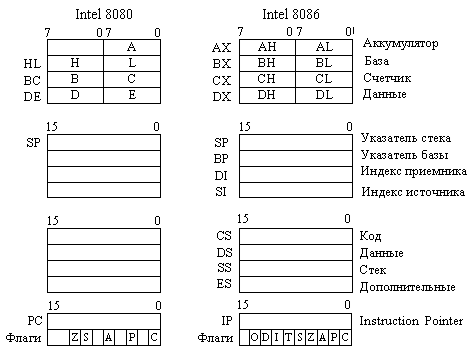 Intel 8080 Intel 8086
7 0 7 0 7 0 7 0
A AX AH AL Аккумулятор
HL H L BX BH BL База
BC B C CX CH CL Счетчик
DE D E DX DH DL Данные
15 0 15 0
SP SP Указатель стека
BP Указатель базы
DI Индекс приемника
SI Индекс источника
15 0 15 0
CS Код
DS Данные
SS Стек
ES Дополнительные
15 0 15 0
PC IP Instruction Pointer
Флаги Z S A P C Флаги O D I T S Z A P C